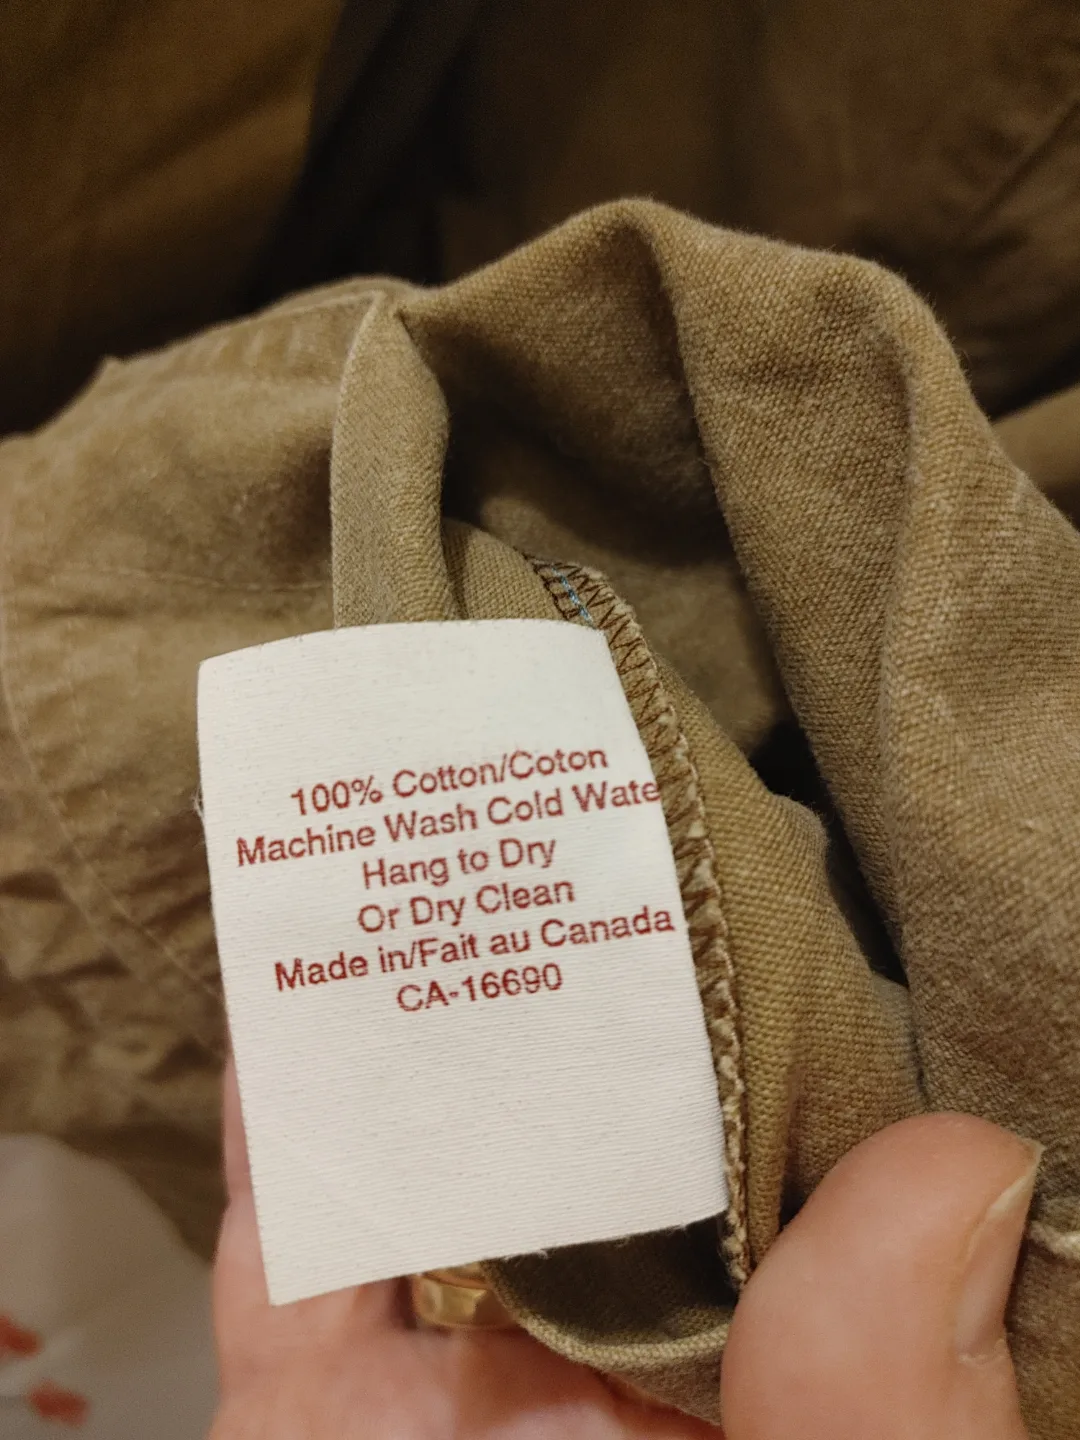 100% Cotton/Coton
Machine Wash Cold Wate
Hang to Dry
Or Dry Clean
Made in/Fait au Canada
CA-16690